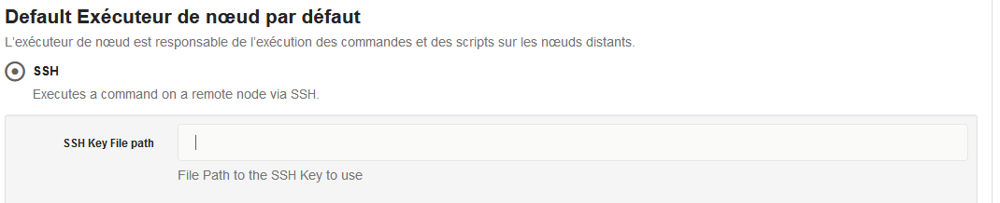 Default Exécuteur de nœud par défaut
L'exécuteur de nœud est responsable de l'exécution des commandes et des scripts sur les nœuds distants.
SSH
Executes a command on a remote node via SSH.
SSH Key File path
File Path to the SSH Key to use